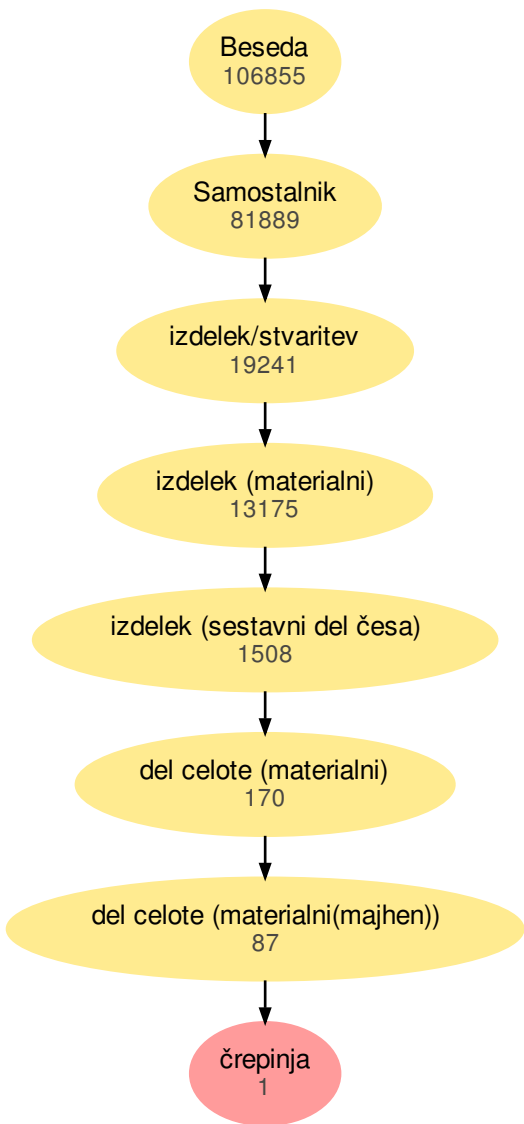 Beseda
106855
Samostalnik
81889
izdelek/stvaritev
19241
izdelek (materialni)
13175
izdelek (sestavni del česa)
1508
del celote (materialni)
170
del celote (materialni(majhen))
87
črepinja
1